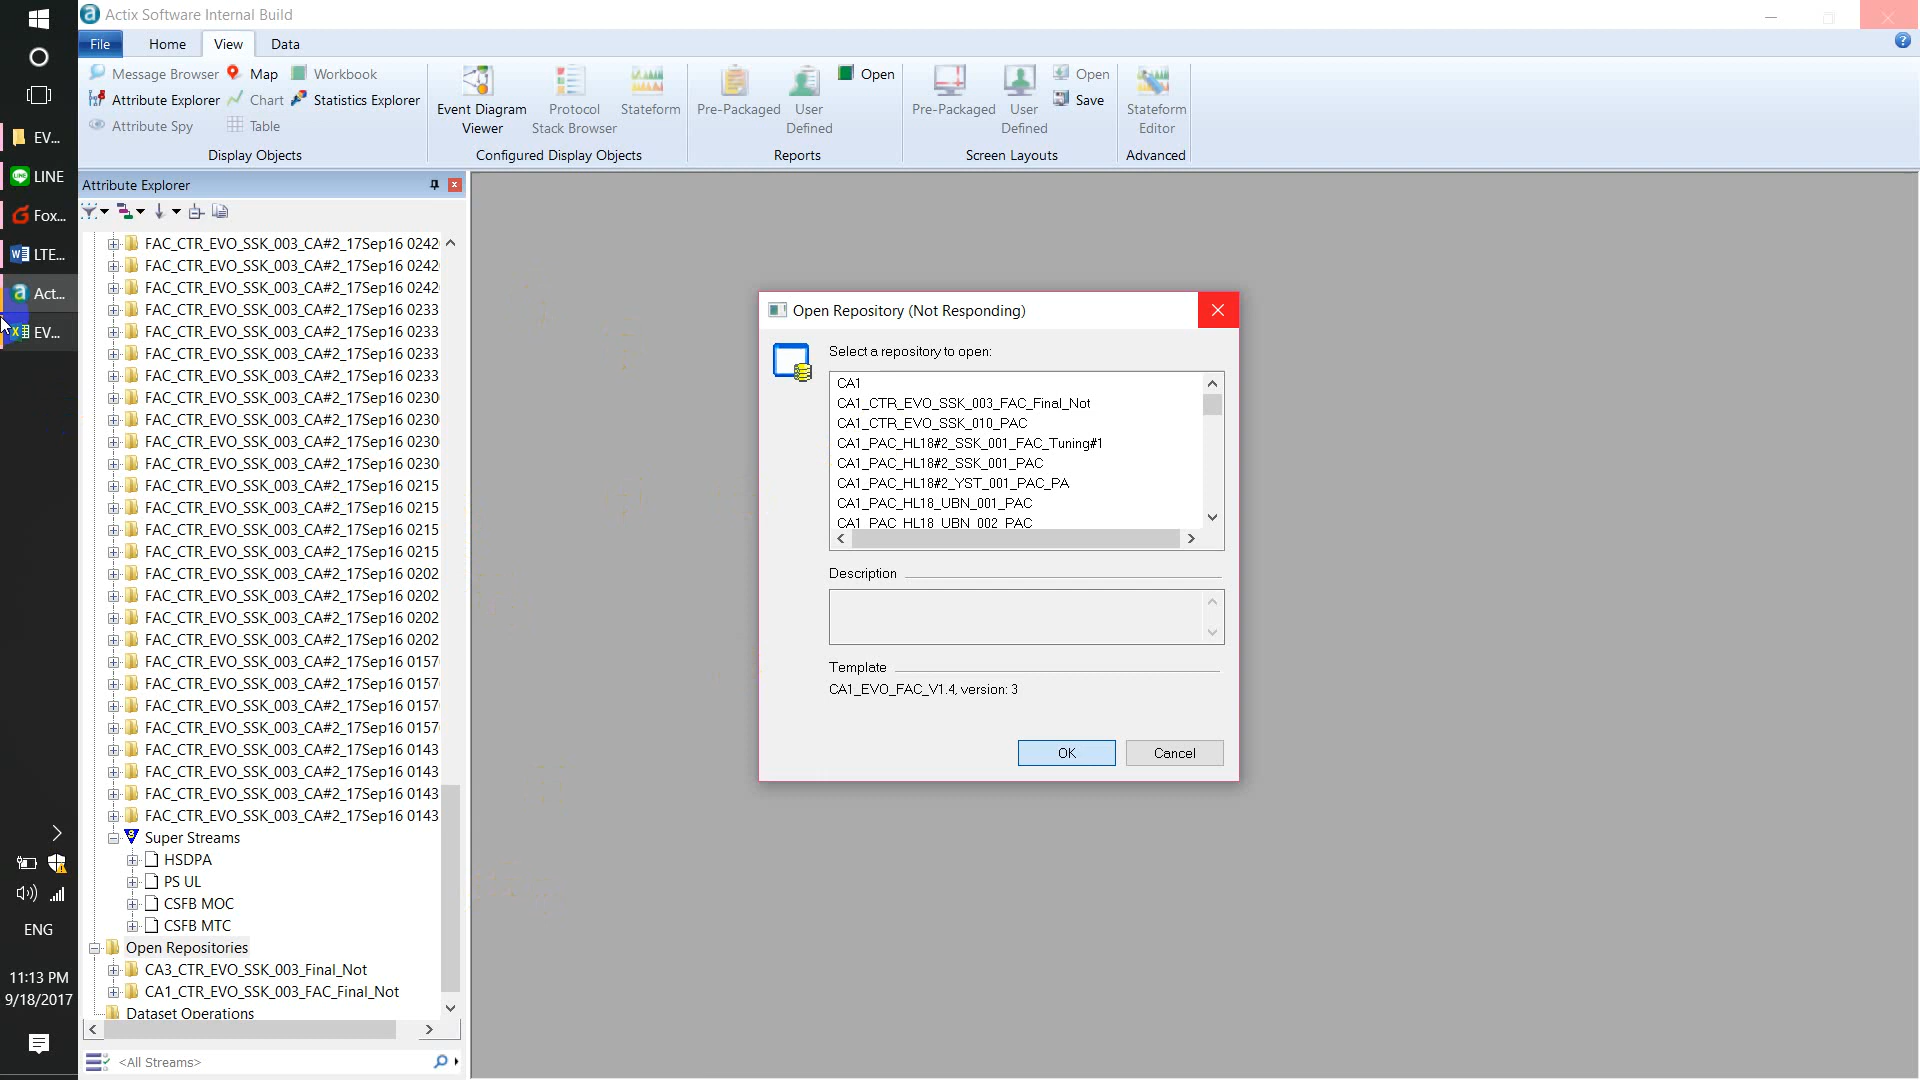 Actix Software Internal Build
File Home View Data
Message Browser Map Workbook
Attribute Explorer Chart Statistics Explorer
Attribute Spy Table
Display Objects
Event Diagram Viewer
Protocol Stack Browser
Stateform
Configured Display Objects
Pre-Packaged
User Defined
Open
Reports
Pre-Packaged
User Defined
Open
Save
Screen Layouts
Stateform Editor
Advanced
EV...
LINE
Fox...
LTE...
Act...
EV...
ENG
11:13 PM
9/18/2017
Attribute Explorer
FAC_CTR_EVO_SSK_003_CA#2_17Sep16 0242
FAC_CTR_EVO_SSK_003_CA#2_17Sep16 0242
FAC_CTR_EVO_SSK_003_CA#2_17Sep16 0242
FAC_CTR_EVO_SSK_003_CA#2_17Sep16 0233
FAC_CTR_EVO_SSK_003_CA#2_17Sep16 0233
FAC_CTR_EVO_SSK_003_CA#2_17Sep16 0233
FAC_CTR_EVO_SSK_003_CA#2_17Sep16 0233
FAC_CTR_EVO_SSK_003_CA#2_17Sep16 0230
FAC_CTR_EVO_SSK_003_CA#2_17Sep16 0230
FAC_CTR_EVO_SSK_003_CA#2_17Sep16 0230
FAC_CTR_EVO_SSK_003_CA#2_17Sep16 0230
FAC_CTR_EVO_SSK_003_CA#2_17Sep16 0215
FAC_CTR_EVO_SSK_003_CA#2_17Sep16 0215
FAC_CTR_EVO_SSK_003_CA#2_17Sep16 0215
FAC_CTR_EVO_SSK_003_CA#2_17Sep16 0215
FAC_CTR_EVO_SSK_003_CA#2_17Sep16 0202
FAC_CTR_EVO_SSK_003_CA#2_17Sep16 0202
FAC_CTR_EVO_SSK_003_CA#2_17Sep16 0202
FAC_CTR_EVO_SSK_003_CA#2_17Sep16 0202
FAC_CTR_EVO_SSK_003_CA#2_17Sep16 0157
FAC_CTR_EVO_SSK_003_CA#2_17Sep16 0157
FAC_CTR_EVO_SSK_003_CA#2_17Sep16 0157
FAC_CTR_EVO_SSK_003_CA#2_17Sep16 0157
FAC_CTR_EVO_SSK_003_CA#2_17Sep16 0143
FAC_CTR_EVO_SSK_003_CA#2_17Sep16 0143
FAC_CTR_EVO_SSK_003_CA#2_17Sep16 0143
FAC_CTR_EVO_SSK_003_CA#2_17Sep16 0143
Super Streams
HSDPA
PS UL
CSFB MOC
CSFB MTC
Open Repositories
CA3_CTR_EVO_SSK_003_Final_Not
CA1_CTR_EVO_SSK_003_FAC_Final_Not
Dataset Operations
<All Streams>
Open Repository (Not Responding)
Select a repository to open:
CA1
CA1_CTR_EVO_SSK_003_FAC_Final_Not
CA1_CTR_EVO_SSK_010_PAC
CA1_PAC_HL18#2_SSK_001_FAC_Tuning#1
CA1_PAC_HL18#2_SSK_001_PAC
CA1_PAC_HL18#2_YST_001_PAC_PA
CA1_PAC_HL18_UBN_001_PAC
CA1_PAC_HL18_UBN_002_PAC
Description
Template
CA1_EVO_FAC_V1.4, version: 3
OK Cancel